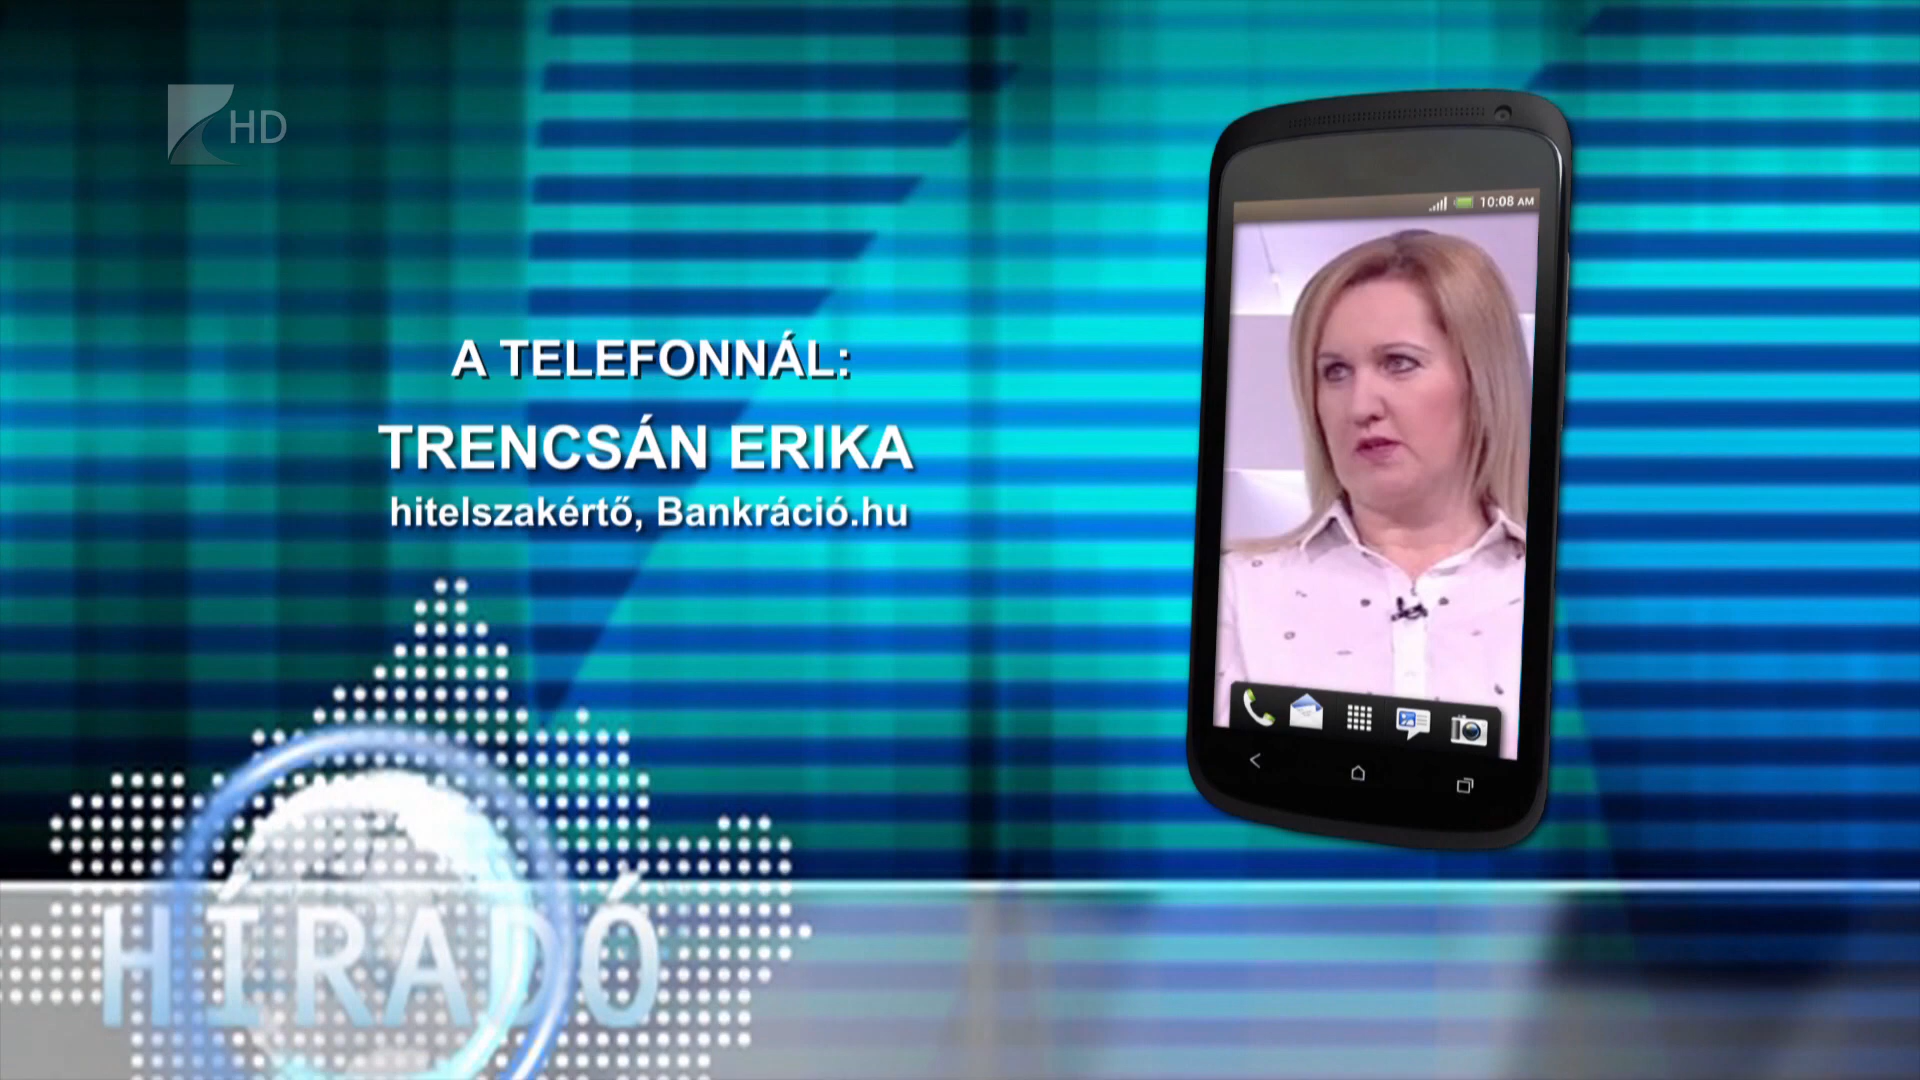 HD
A TELEFONNÁL:
TRENCSÁN ERIKA
hitelszakértő, Bankráció.hu
10:08 AM
HÍRADÓ